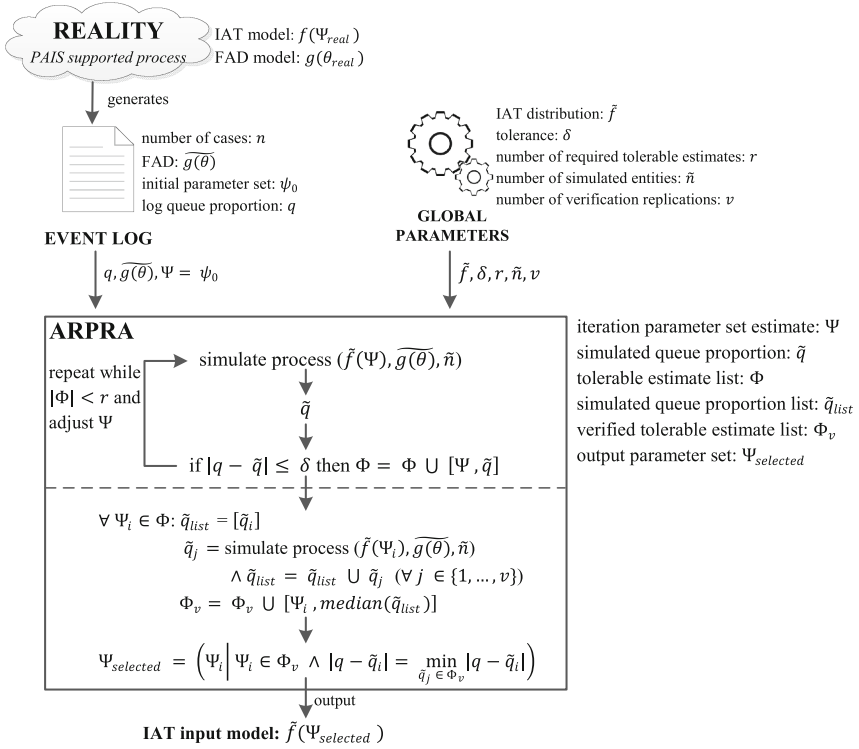 REALITY
PAIS supported process
IAT model: f(Ψ_real)
FAD model: g(θ_real)
generates
number of cases: n
FAD: \widetilde{g(θ)}
initial parameter set: ψ_0
log queue proportion: q
EVENT LOG
IAT distribution: f̃
tolerance: δ
number of required tolerable estimates: r
number of simulated entities: ñ
number of verification replications: v
GLOBAL
PARAMETERS
q, \widetilde{g(θ)}, Ψ = ψ_0
f̃, δ, r, ñ, v
ARPRA
repeat while
|Φ| < r and
adjust Ψ
simulate process (f̃(Ψ), \widetilde{g(θ)}, ñ)
q̃
if |q − q̃| ≤ δ then Φ = Φ ∪ [Ψ, q̃]
∀ Ψ_i ∈ Φ: q̃_list = [q̃_i]
q̃_j = simulate process (f̃(Ψ_i), \widetilde{g(θ)}, ñ)
∧ q̃_list = q̃_list ∪ q̃_j (∀ j ∈ {1, … , v})
Φ_v = Φ_v ∪ [Ψ_i, median(q̃_list)]
Ψ_selected = (Ψ_i | Ψ_i ∈ Φ_v ∧ |q − q̃_i| = min_{q̃_j ∈ Φ_v} |q − q̃_i|)
iteration parameter set estimate: Ψ
simulated queue proportion: q̃
tolerable estimate list: Φ
simulated queue proportion list: q̃_list
verified tolerable estimate list: Φ_v
output parameter set: Ψ_selected
output
IAT input model: f̃(Ψ_selected)